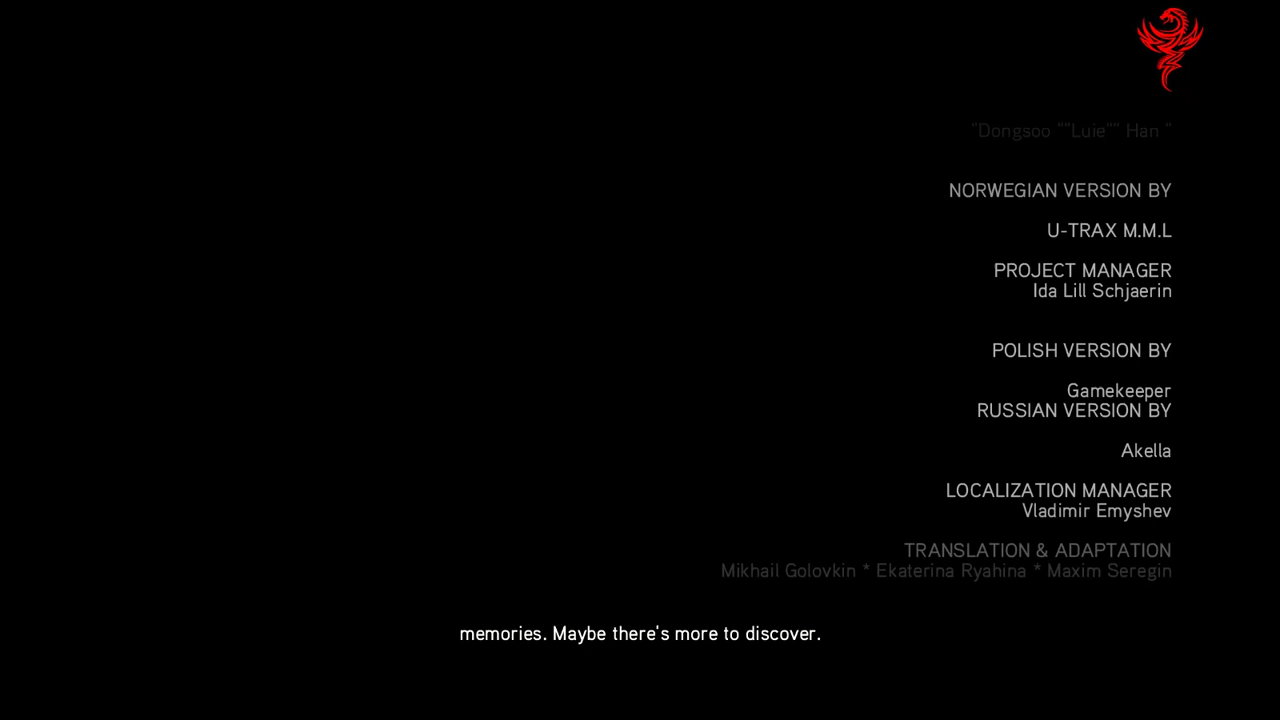 "Dongsoo ""Luie"" Han "
NORWEGIAN VERSION BY
U-TRAX M.M.L
PROJECT MANAGER
Ida Lill Schjaerin
POLISH VERSION BY
Gamekeeper
RUSSIAN VERSION BY
Akella
LOCALIZATION MANAGER
Vladimir Emyshev
TRANSLATION & ADAPTATION
Mikhail Golovkin * Ekaterina Ryahina * Maxim Seregin
memories. Maybe there's more to discover.